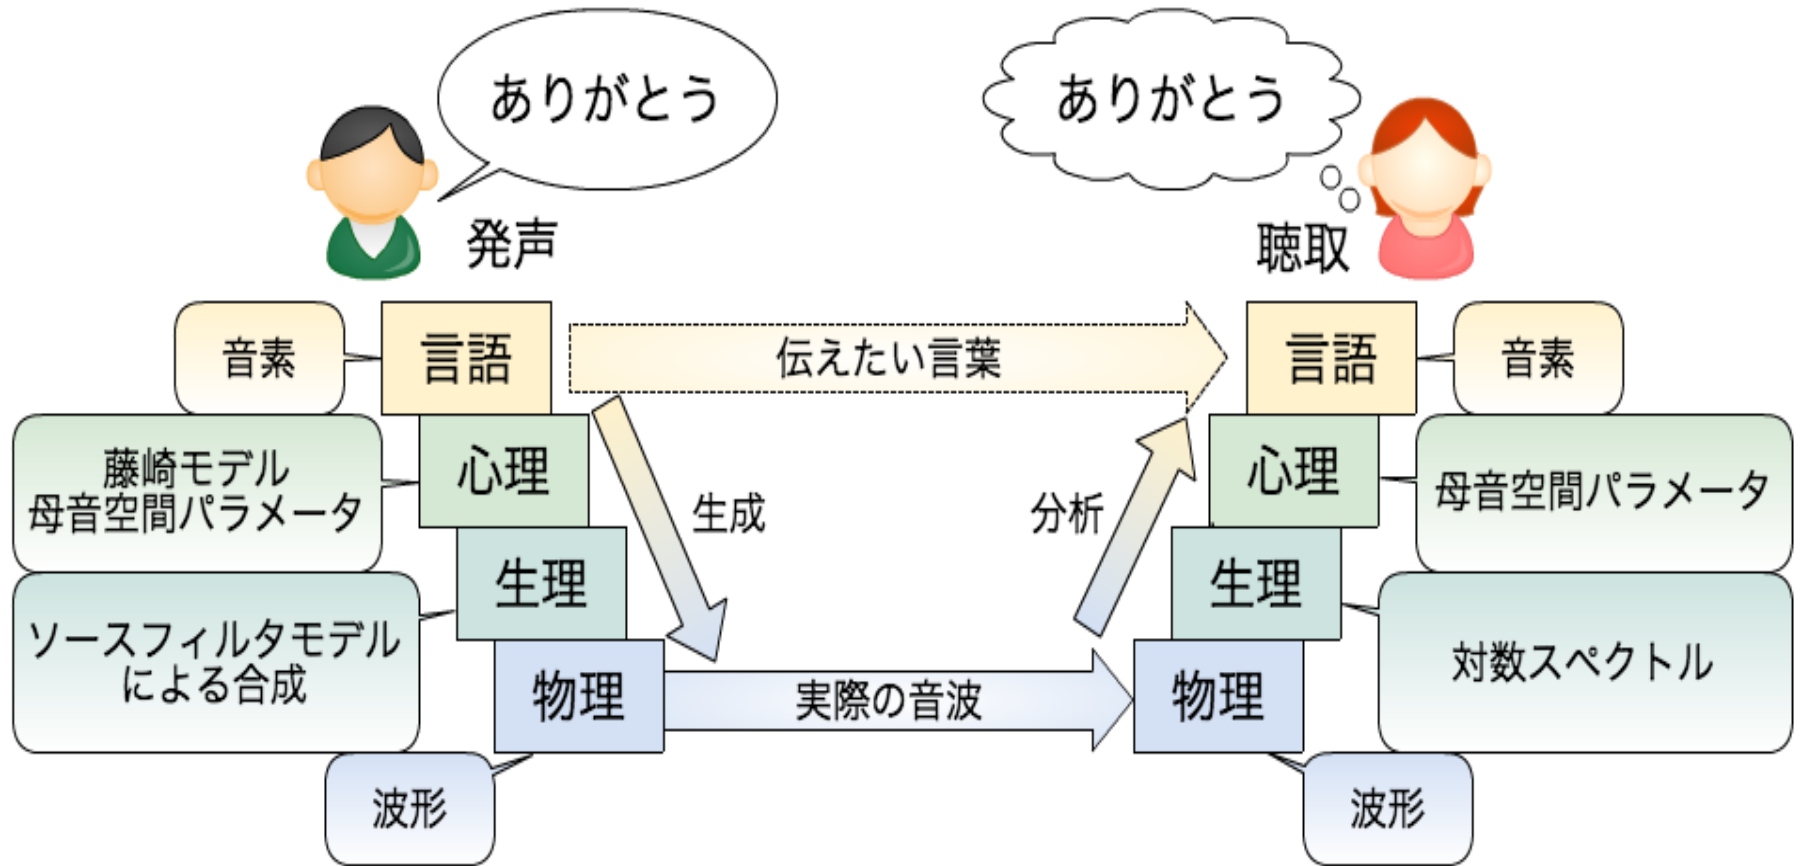 ありがとう
ありがとう
発声
聴取
音素
言語
伝えたい言葉
言語
音素
藤崎モデル
母音空間パラメータ
心理
生成
分析
心理
母音空間パラメータ
ソースフィルタモデル
による合成
生理
生理
対数スペクトル
物理
実際の音波
物理
波形
波形